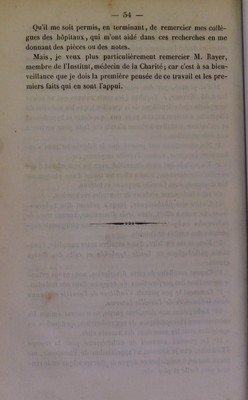 — 54 —
Qu'il me soit permis, en terminant, de remercier mes collè-
gues des hôpitaux, qui m'ont aidé dans ces recherches en me
donnant des pièces ou des notes.
Mais, je veux plus particulièrement remercier M. Rayer,
membre de l'Institut, médecin de la Charité; car c'est à sa bien-
veillance que je dois la première pensée de ce travail et les pre-
miers faits qui en sont l'appui.